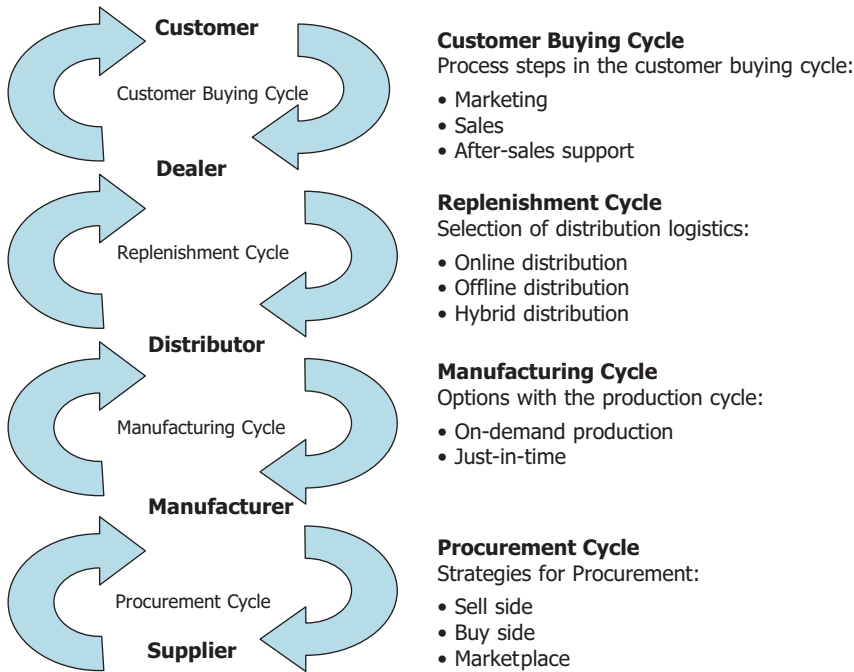 Customer
Customer Buying Cycle
Dealer
Replenishment Cycle
Distributor
Manufacturing Cycle
Manufacturer
Procurement Cycle
Supplier
Customer Buying Cycle
Process steps in the customer buying cycle:
• Marketing
• Sales
• After-sales support
Replenishment Cycle
Selection of distribution logistics:
• Online distribution
• Offline distribution
• Hybrid distribution
Manufacturing Cycle
Options with the production cycle:
• On-demand production
• Just-in-time
Procurement Cycle
Strategies for Procurement:
• Sell side
• Buy side
• Marketplace